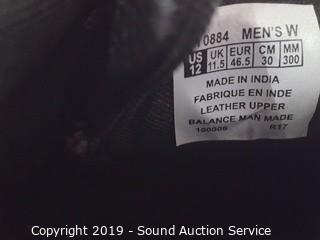 0884 MEN'S W
US UK EUR CM MM
12 11.5 46.5 30 300
MADE IN INDIA
FABRIQUE EN INDE
LEATHER UPPER
BALANCE MAN MADE
100006 R17
Copyright 2019 - Sound Auction Service